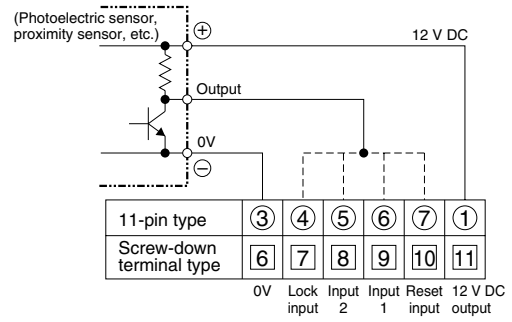 (Photoelectric sensor,
proximity sensor, etc.)
+
12 V DC
Output
0V
−
11-pin type 3 4 5 6 7 1
Screw-down
terminal type 6 7 8 9 10 11
0V Lock input Input 2 Input 1 Reset input 12 V DC output